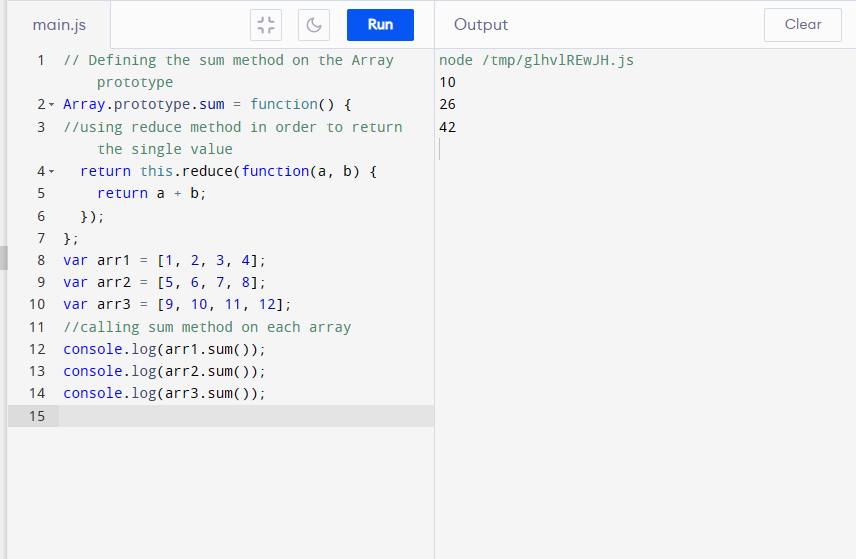 main.js
Run
Output
Clear
1 // Defining the sum method on the Array
prototype
2 Array.prototype.sum = function() {
3 //using reduce method in order to return
the single value
4 return this.reduce(function(a, b) {
5 return a + b;
6 });
7 };
8 var arr1 = [1, 2, 3, 4];
9 var arr2 = [5, 6, 7, 8];
10 var arr3 = [9, 10, 11, 12];
11 //calling sum method on each array
12 console.log(arr1.sum());
13 console.log(arr2.sum());
14 console.log(arr3.sum());
15
node /tmp/glhvlREwJH.js
10
26
42